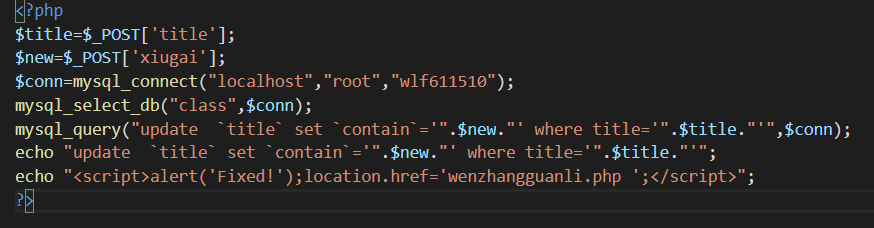 <?php
$title=$_POST['title'];
$new=$_POST['xiugai'];
$conn=mysql_connect("localhost","root","wlf611510");
mysql_select_db("class",$conn);
mysql_query("update  `title` set `contain`='".$new."' where title='".$title."'",$conn);
echo "update  `title` set `contain`='".$new."' where title='".$title."'";
echo "<script>alert('Fixed!');location.href='wenzhangguanli.php ';</script>";
?>